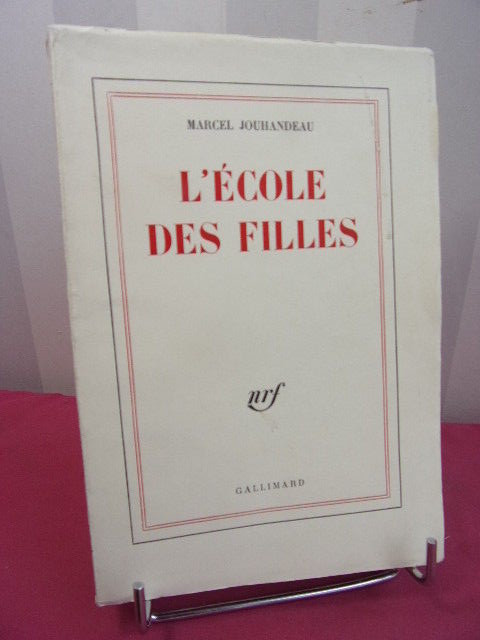 MARCEL JOUHANDEAU
L'ÉCOLE
DES FILLES
nrf
GALLIMARD